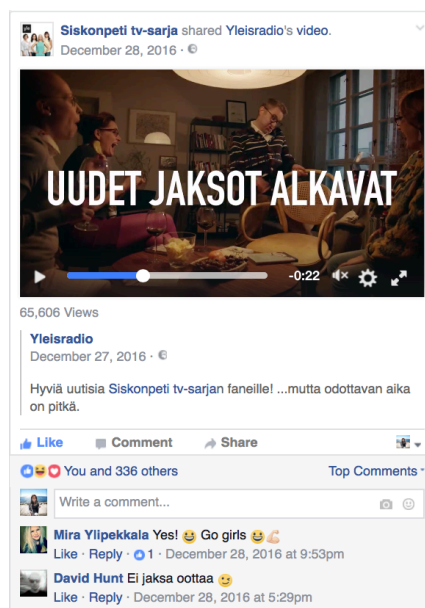 Siskonpeti tv-sarja shared Yleisradio's video.
December 28, 2016 ·
UUDET JAKSOT ALKAVAT
-0:22
65,606 Views
Yleisradio
December 27, 2016 ·
Hyviä uutisia Siskonpeti tv-sarjan faneille! ...mutta odottavan aika
on pitkä.
Like Comment Share
You and 336 others Top Comments
Write a comment...
Mira Ylipekkala Yes! 😆 Go girls 😆💪🏻
Like · Reply · 1 · December 28, 2016 at 9:53pm
David Hunt Ei jaksa oottaa 😉
Like · Reply · December 28, 2016 at 5:29pm